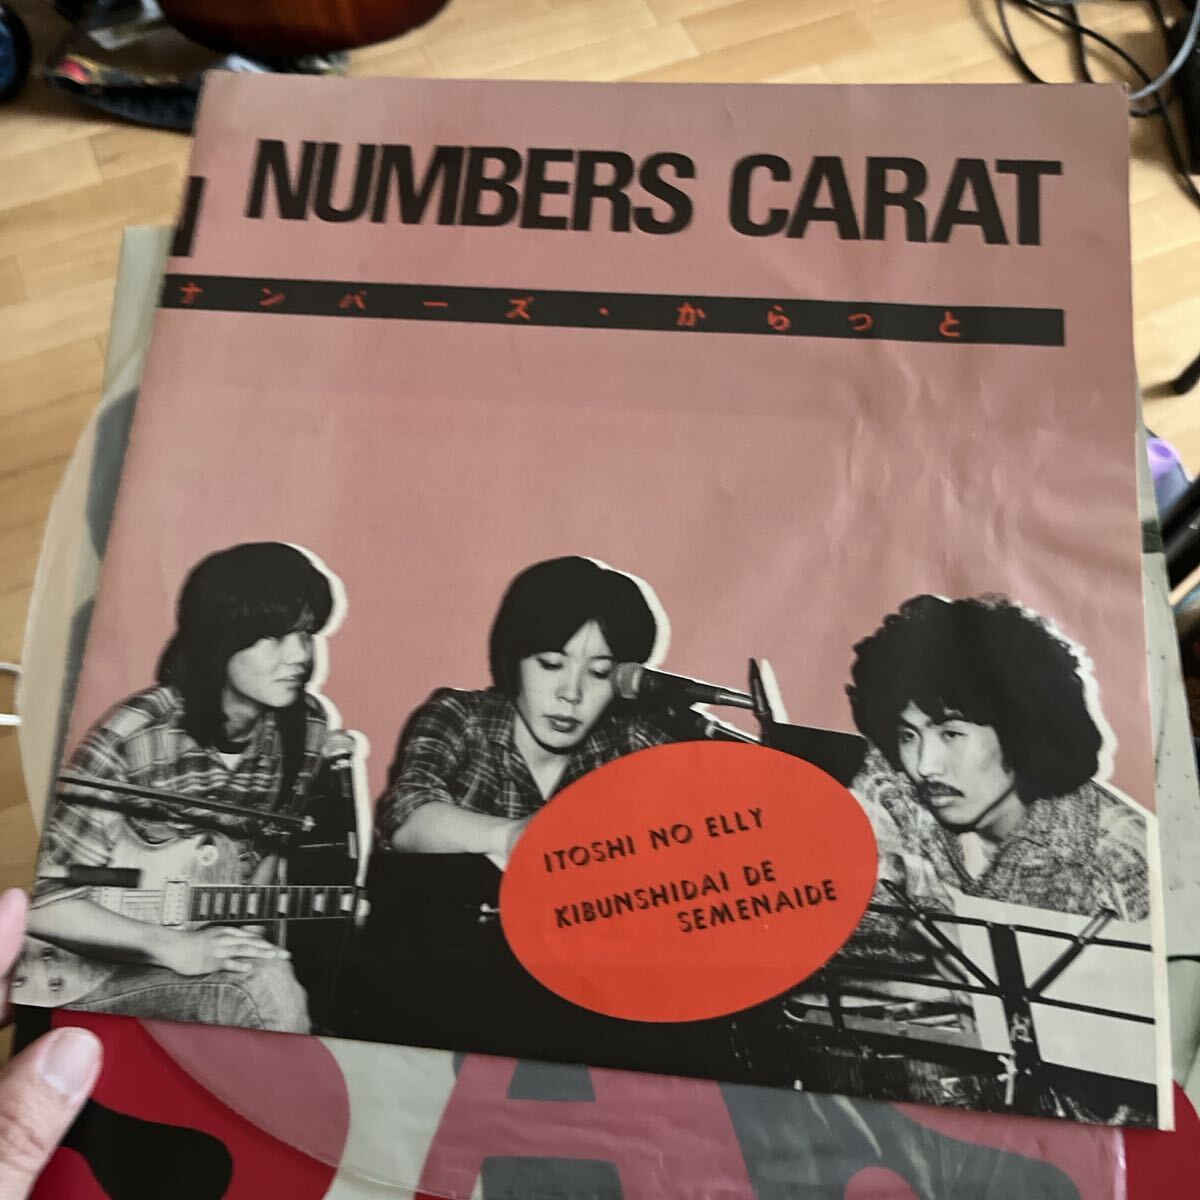 NUMBERS CARAT
ナンバーズ・からっと
ITOSHI NO ELLY
KIBUNSHIDAI DE
SEMENAIDE